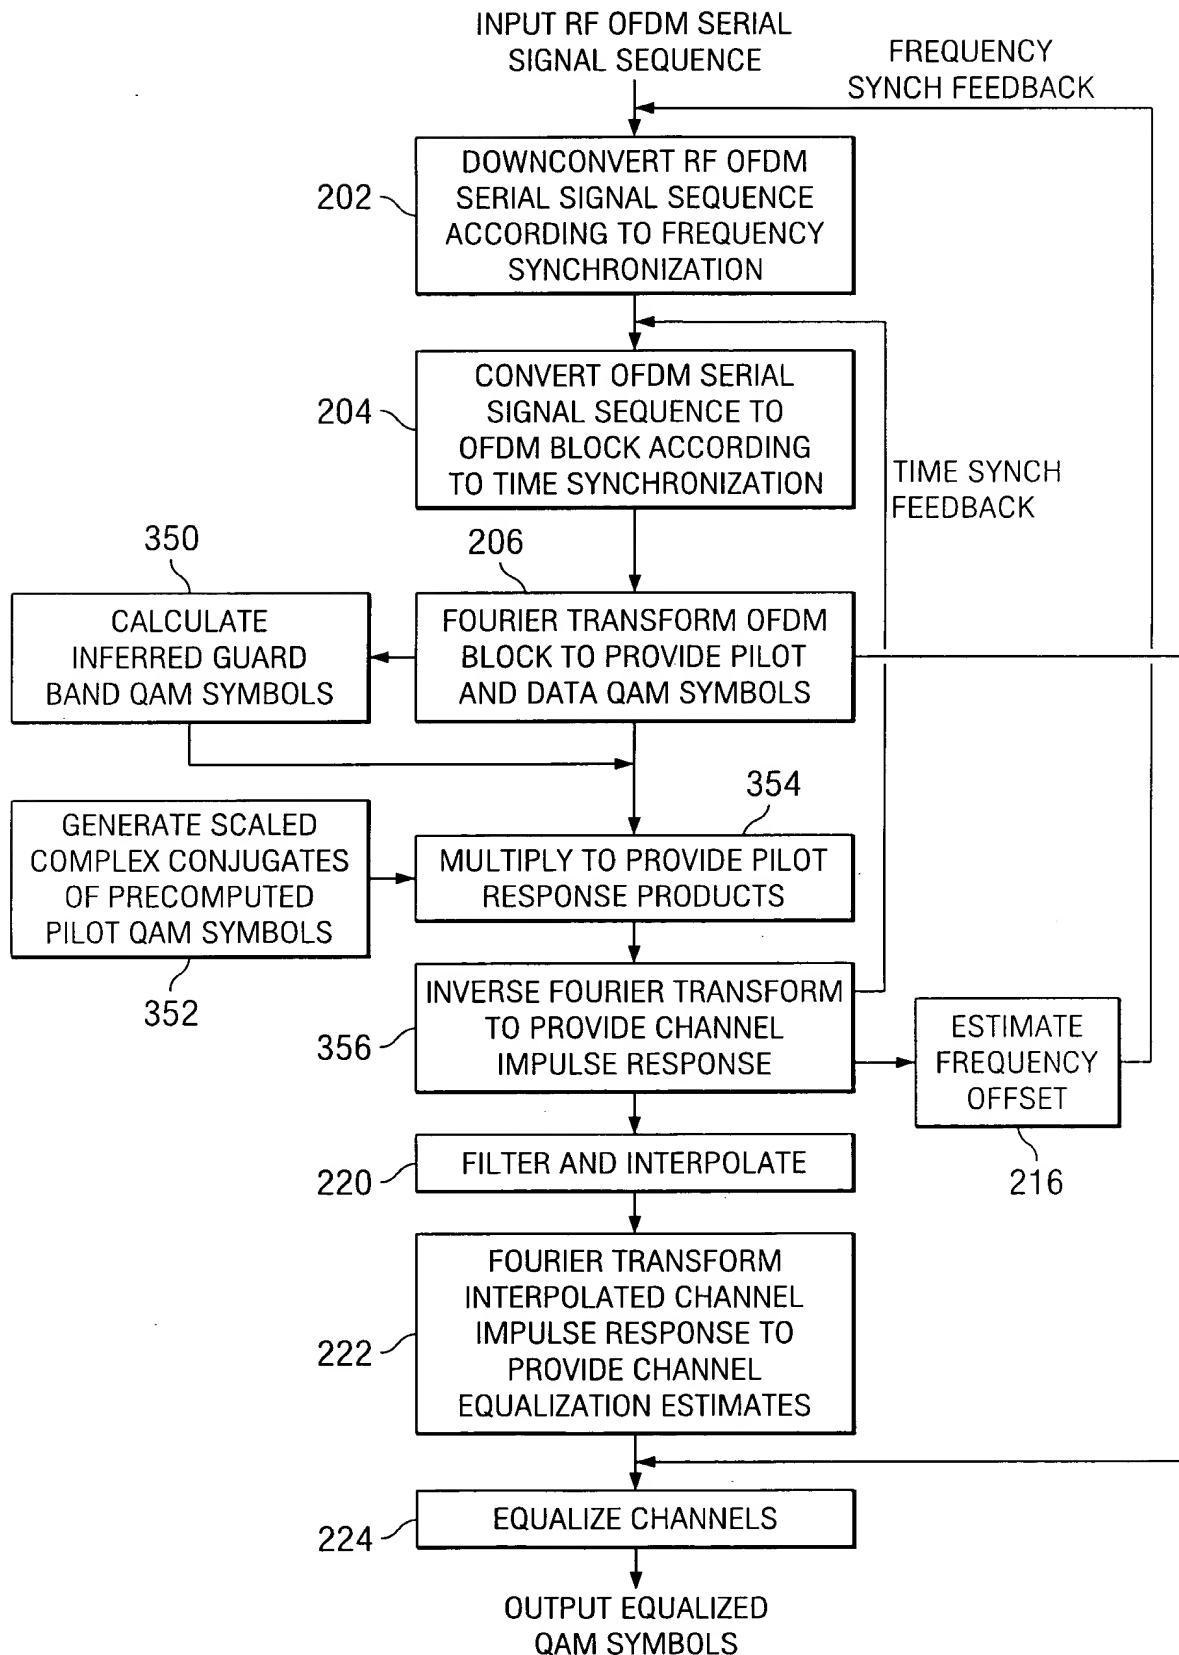 INPUT RF OFDM SERIAL
SIGNAL SEQUENCE
FREQUENCY
SYNCH FEEDBACK
202
DOWNCONVERT RF OFDM
SERIAL SIGNAL SEQUENCE
ACCORDING TO FREQUENCY
SYNCHRONIZATION
204
CONVERT OFDM SERIAL
SIGNAL SEQUENCE TO
OFDM BLOCK ACCORDING
TO TIME SYNCHRONIZATION
TIME SYNCH
FEEDBACK
350
CALCULATE
INFERRED GUARD
BAND QAM SYMBOLS
206
FOURIER TRANSFORM OFDM
BLOCK TO PROVIDE PILOT
AND DATA QAM SYMBOLS
GENERATE SCALED
COMPLEX CONJUGATES
OF PRECOMPUTED
PILOT QAM SYMBOLS
352
354
MULTIPLY TO PROVIDE PILOT
RESPONSE PRODUCTS
356
INVERSE FOURIER TRANSFORM
TO PROVIDE CHANNEL
IMPULSE RESPONSE
ESTIMATE
FREQUENCY
OFFSET
216
220
FILTER AND INTERPOLATE
222
FOURIER TRANSFORM
INTERPOLATED CHANNEL
IMPULSE RESPONSE TO
PROVIDE CHANNEL
EQUALIZATION ESTIMATES
224
EQUALIZE CHANNELS
OUTPUT EQUALIZED
QAM SYMBOLS